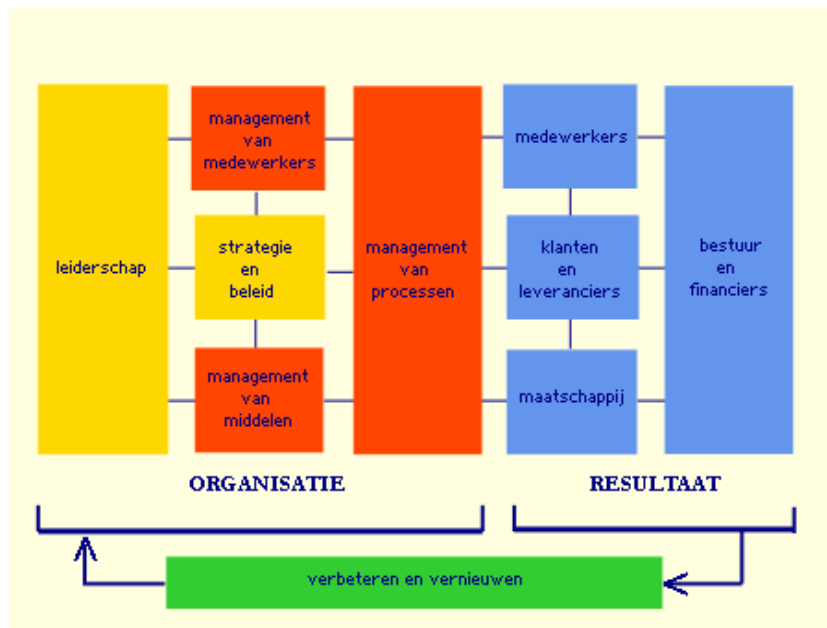 leiderschap
management
van
medewerkers
strategie
en
beleid
management
van
middelen
management
van
processen
medewerkers
klanten
en
leveranciers
maatschappij
bestuur
en
financiers
ORGANISATIE
RESULTAAT
verbeteren en vernieuwen